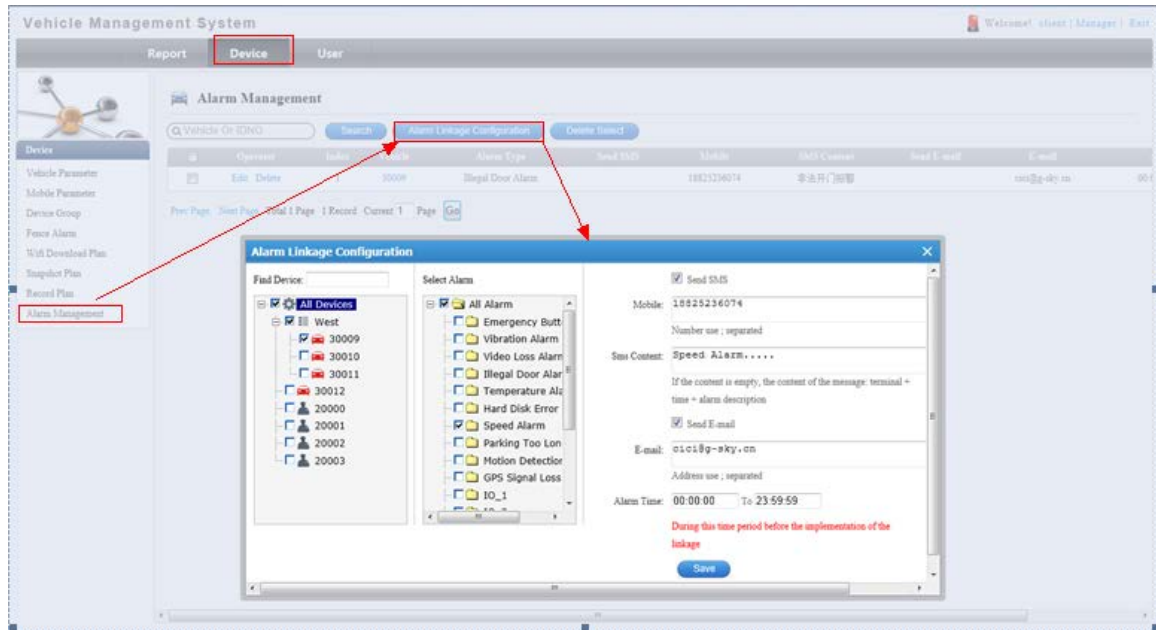 Vehicle Management System
Welcome! client | Manager | Exit
Report Device User
Alarm Management
Vehicle Or IDNO Search Alarm Linkage Configuration Delete Select
Device
Operator Index Vehicle Alarm Type Send SMS Mobile SMS Content Send E-mail E-mail
Edit Delete 1 30009 Illegal Door Alarm 18825236074 非法开门报警 cici@g-sky.cn 00:0
Prev Page Next Page Total 1 Page 1 Record Current 1 Page Go
Vehicle Parameter
Mobile Parameter
Device Group
Fence Alarm
Wifi Download Plan
Snapshot Plan
Record Plan
Alarm Management
Alarm Linkage Configuration
Find Device:
All Devices
West
30009
30010
30011
30012
20000
20001
20002
20003
Select Alarm
All Alarm
Emergency Butt
Vibration Alarm
Video Loss Alarm
Illegal Door Alar
Temperature Ala
Hard Disk Error
Speed Alarm
Parking Too Lon
Motion Detection
GPS Signal Loss
IO_1
Send SMS
Mobile: 18825236074
Number use ; separated
Sms Content: Speed Alarm.....
If the content is empty, the content of the message: terminal +
time + alarm description
Send E-mail
E-mail: cici@g-sky.cn
Address use ; separated
Alarm Time: 00:00:00 To 23:59:59
During this time period before the implementation of the
linkage
Save